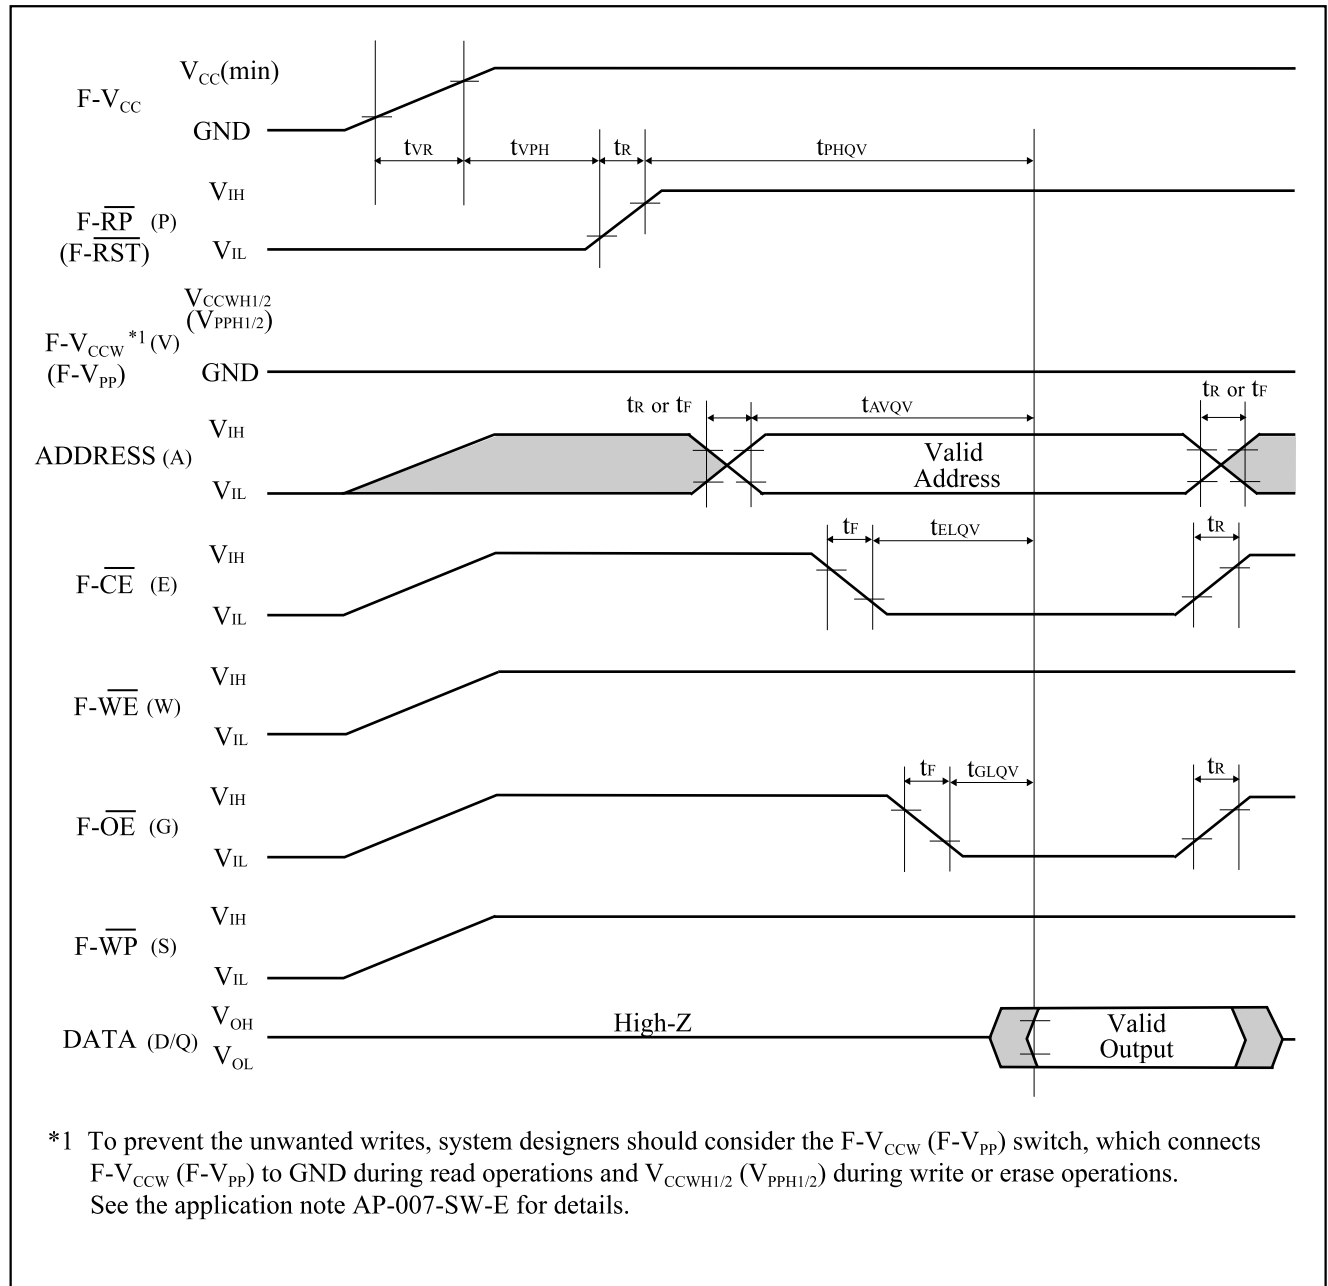 VCC(min)
F-VCC
GND
tVR tVPH tR tPHQV
VIH
F-RP (P)
(F-RST)
VIL
VCCWH1/2
(VPPH1/2)
F-VCCW *1 (V)
(F-VPP)
GND
tR or tF tAVQV tR or tF
VIH
ADDRESS (A)
Valid
Address
VIL
tF tELQV tR
VIH
F-CE (E)
VIL
VIH
F-WE (W)
VIL
tF tGLQV tR
VIH
F-OE (G)
VIL
VIH
F-WP (S)
VIL
VOH
High-Z
Valid
Output
DATA (D/Q)
VOL
*1 To prevent the unwanted writes, system designers should consider the F-VCCW (F-VPP) switch, which connects
F-VCCW (F-VPP) to GND during read operations and VCCWH1/2 (VPPH1/2) during write or erase operations.
See the application note AP-007-SW-E for details.